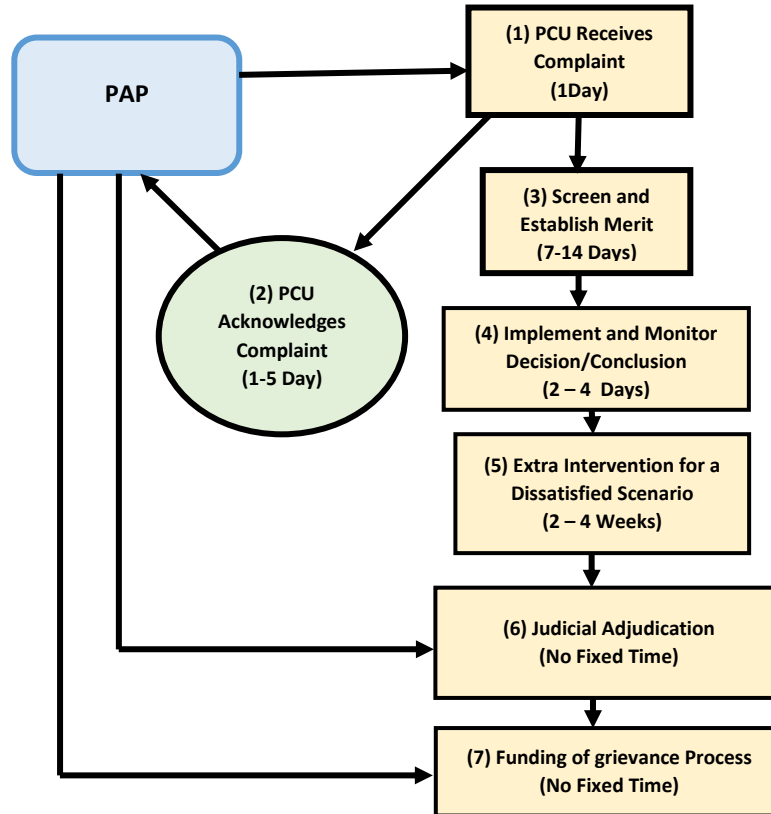 PAP
(1) PCU Receives
Complaint
(1Day)
(2) PCU
Acknowledges
Complaint
(1-5 Day)
(3) Screen and
Establish Merit
(7-14 Days)
(4) Implement and Monitor
Decision/Conclusion
(2 – 4 Days)
(5) Extra Intervention for a
Dissatisfied Scenario
(2 – 4 Weeks)
(6) Judicial Adjudication
(No Fixed Time)
(7) Funding of grievance Process
(No Fixed Time)